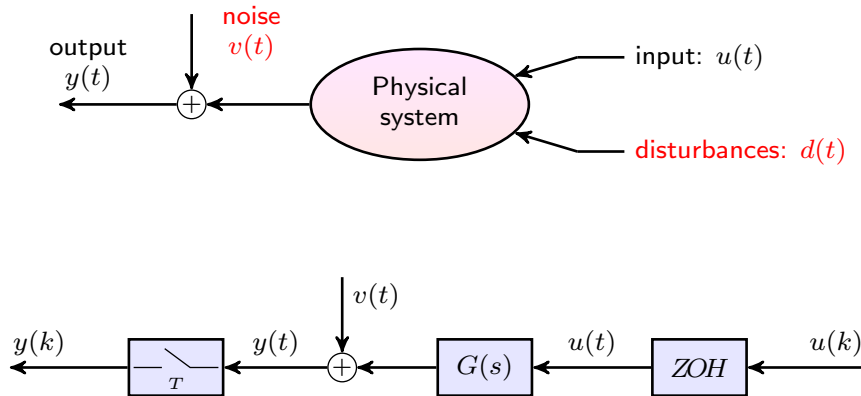 noise
output
v(t)
Physical
input: u(t)
y(t)
system
disturbances: d(t)
v(t)
y(k)
y(t)
u(t)
u(k)
G(s)
ZOH
T